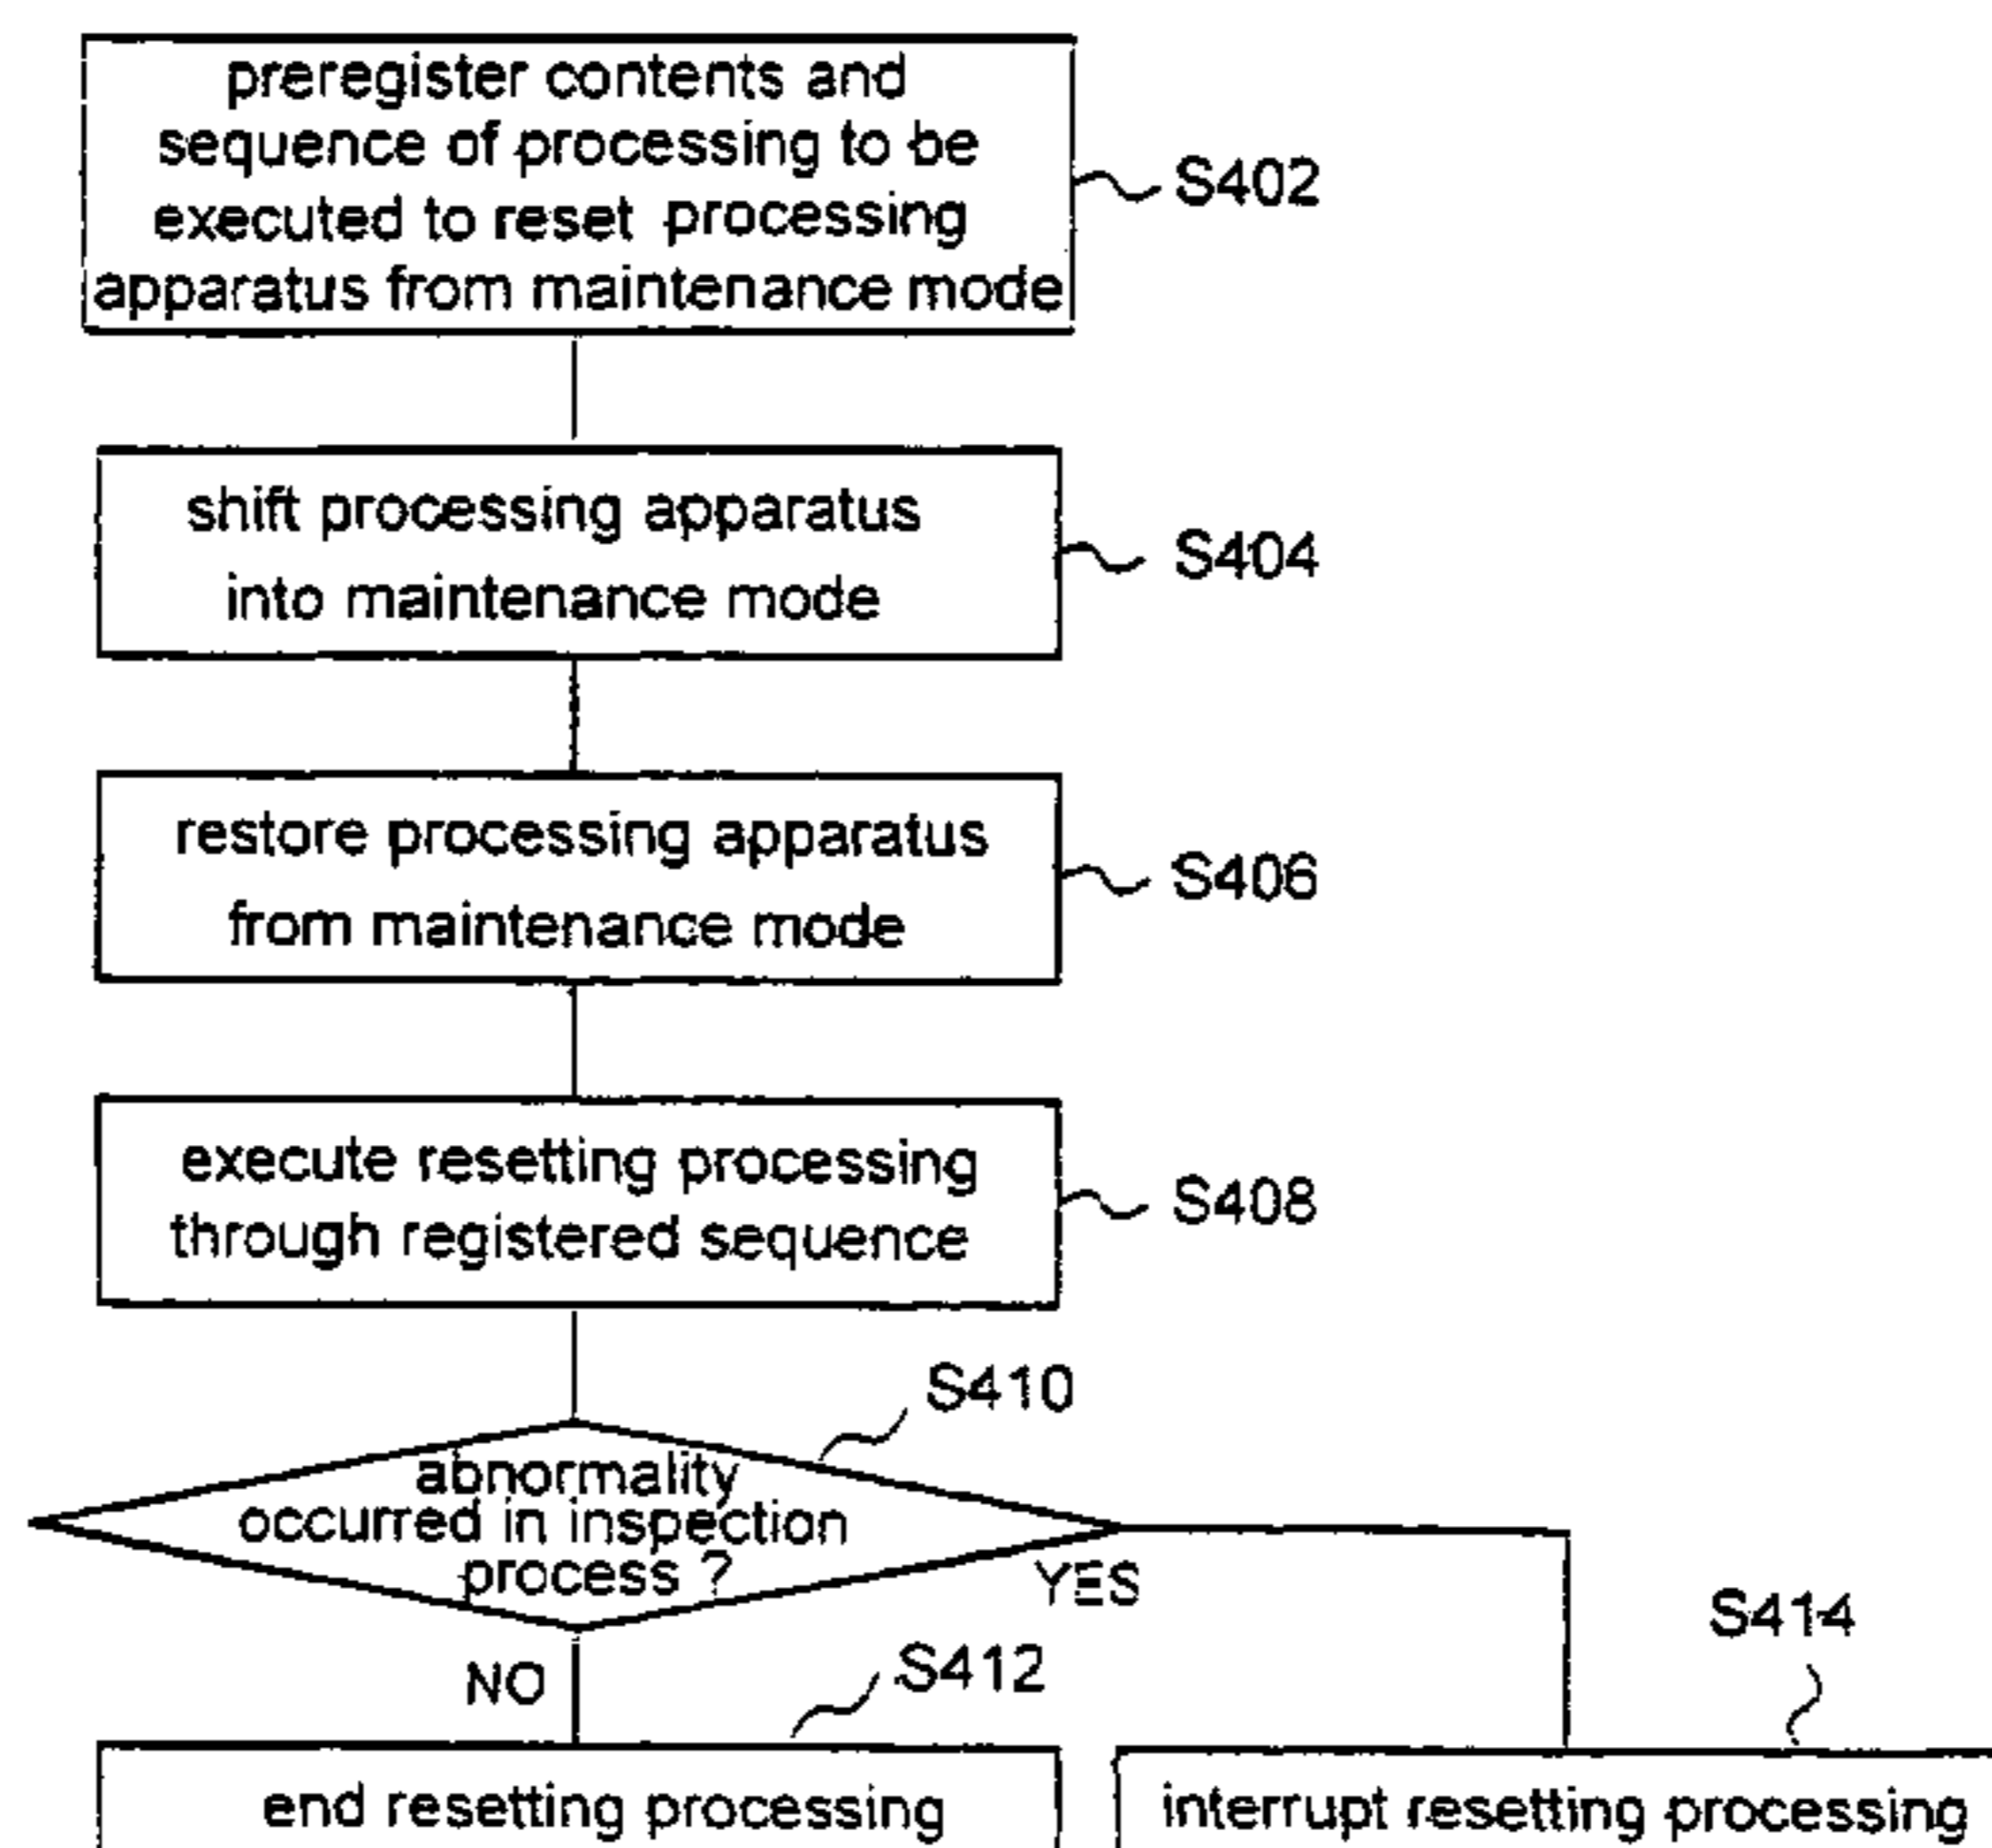 preregister contents and
sequence of processing to be
executed to reset processing
apparatus from maintenance mode
S402
shift processing apparatus
into maintenance mode
S404
restore processing apparatus
from maintenance mode
S406
execute resetting processing
through registered sequence
S408
S410
abnormality
occurred in inspection
process ?
YES
NO
S412
S414
end resetting processing
interrupt resetting processing